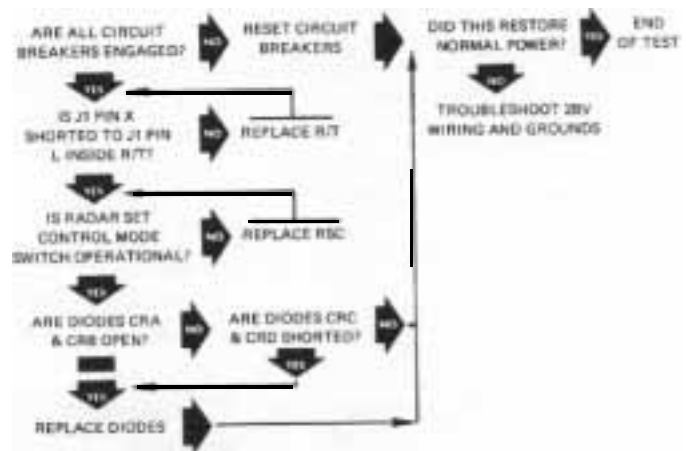 ARE ALL CIRCUIT
BREAKERS ENGAGED?
NO
RESET CIRCUIT
BREAKERS
DID THIS RESTORE
NORMAL POWER?
YES
END
OF TEST
YES
NO
IS J1 PIN X
SHORTED TO J1 PIN
L INSIDE R/T?
NO
REPLACE R/T
TROUBLESHOOT 28V
WIRING AND GROUNDS
YES
IS RADAR SET
CONTROL MODE
SWITCH OPERATIONAL?
NO
REPLACE RSC
YES
ARE DIODES CRA
& CRB OPEN?
NO
ARE DIODES CRC
& CRD SHORTED?
NO
YES
YES
REPLACE DIODES